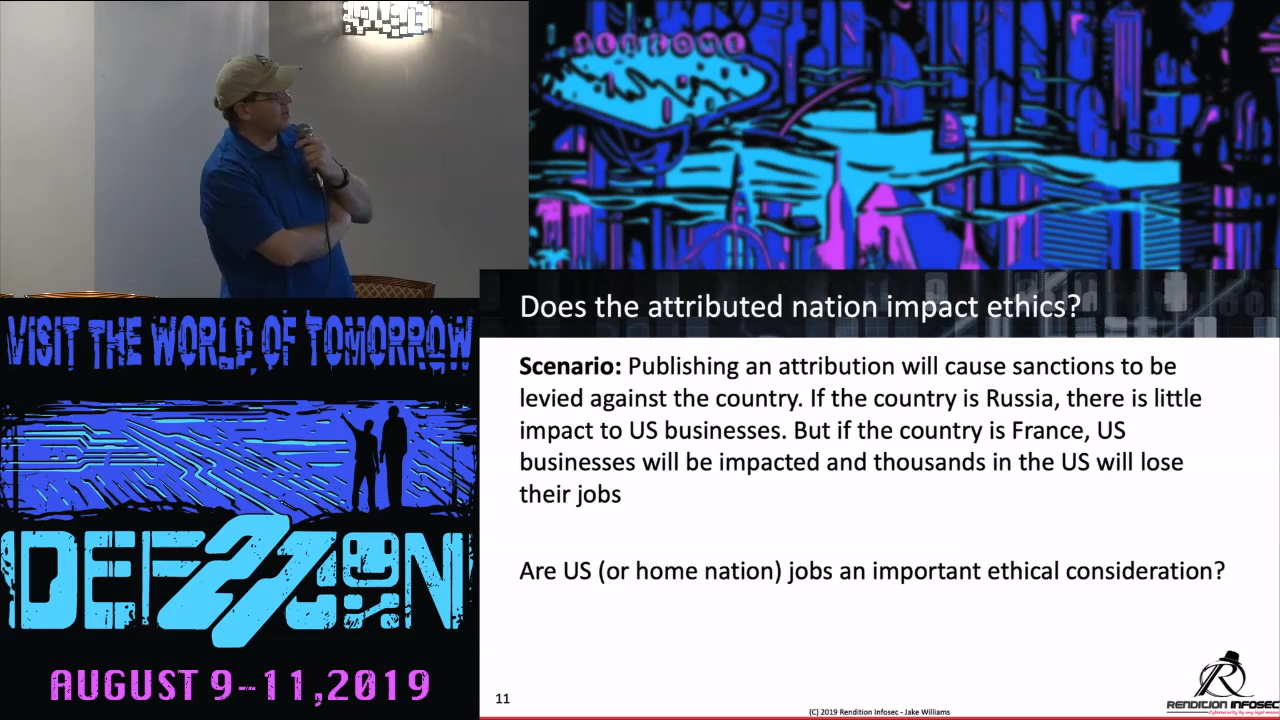 WELCOME
VISIT THE WORLD OF TOMORROW
DEF27CON
AUGUST 9-11,2019
Does the attributed nation impact ethics?
Scenario: Publishing an attribution will cause sanctions to be
levied against the country. If the country is Russia, there is little
impact to US businesses. But if the country is France, US
businesses will be impacted and thousands in the US will lose
their jobs
Are US (or home nation) jobs an important ethical consideration?
11
(C) 2019 Rendition Infosec - Jake Williams
R
RENDITION INFOSEC